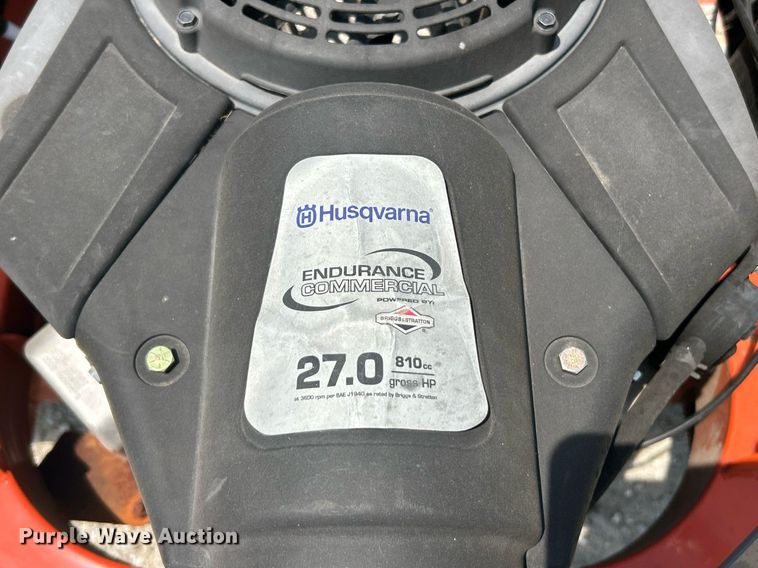 Husqvarna
ENDURANCE
COMMERCIAL
POWERED BY:
BRIGGS & STRATTON
27.0 810cc
gross HP
at 3600 rpm per SAE J1940 as rated by Briggs & Stratton
Purple Wave Auction